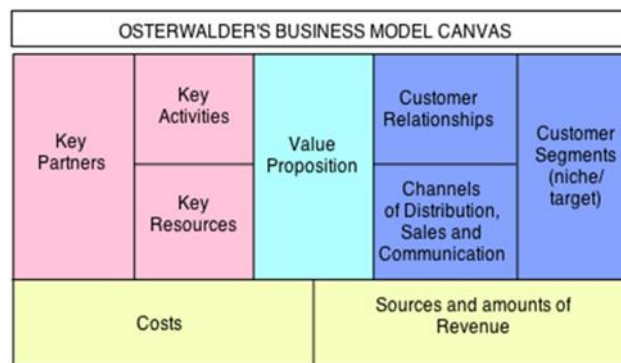 OSTERWALDER'S BUSINESS MODEL CANVAS
Key
Partners
Key
Activities
Key
Resources
Value
Proposition
Customer
Relationships
Channels
of Distribution,
Sales and
Communication
Customer
Segments
(niche/
target)
Costs
Sources and amounts of
Revenue